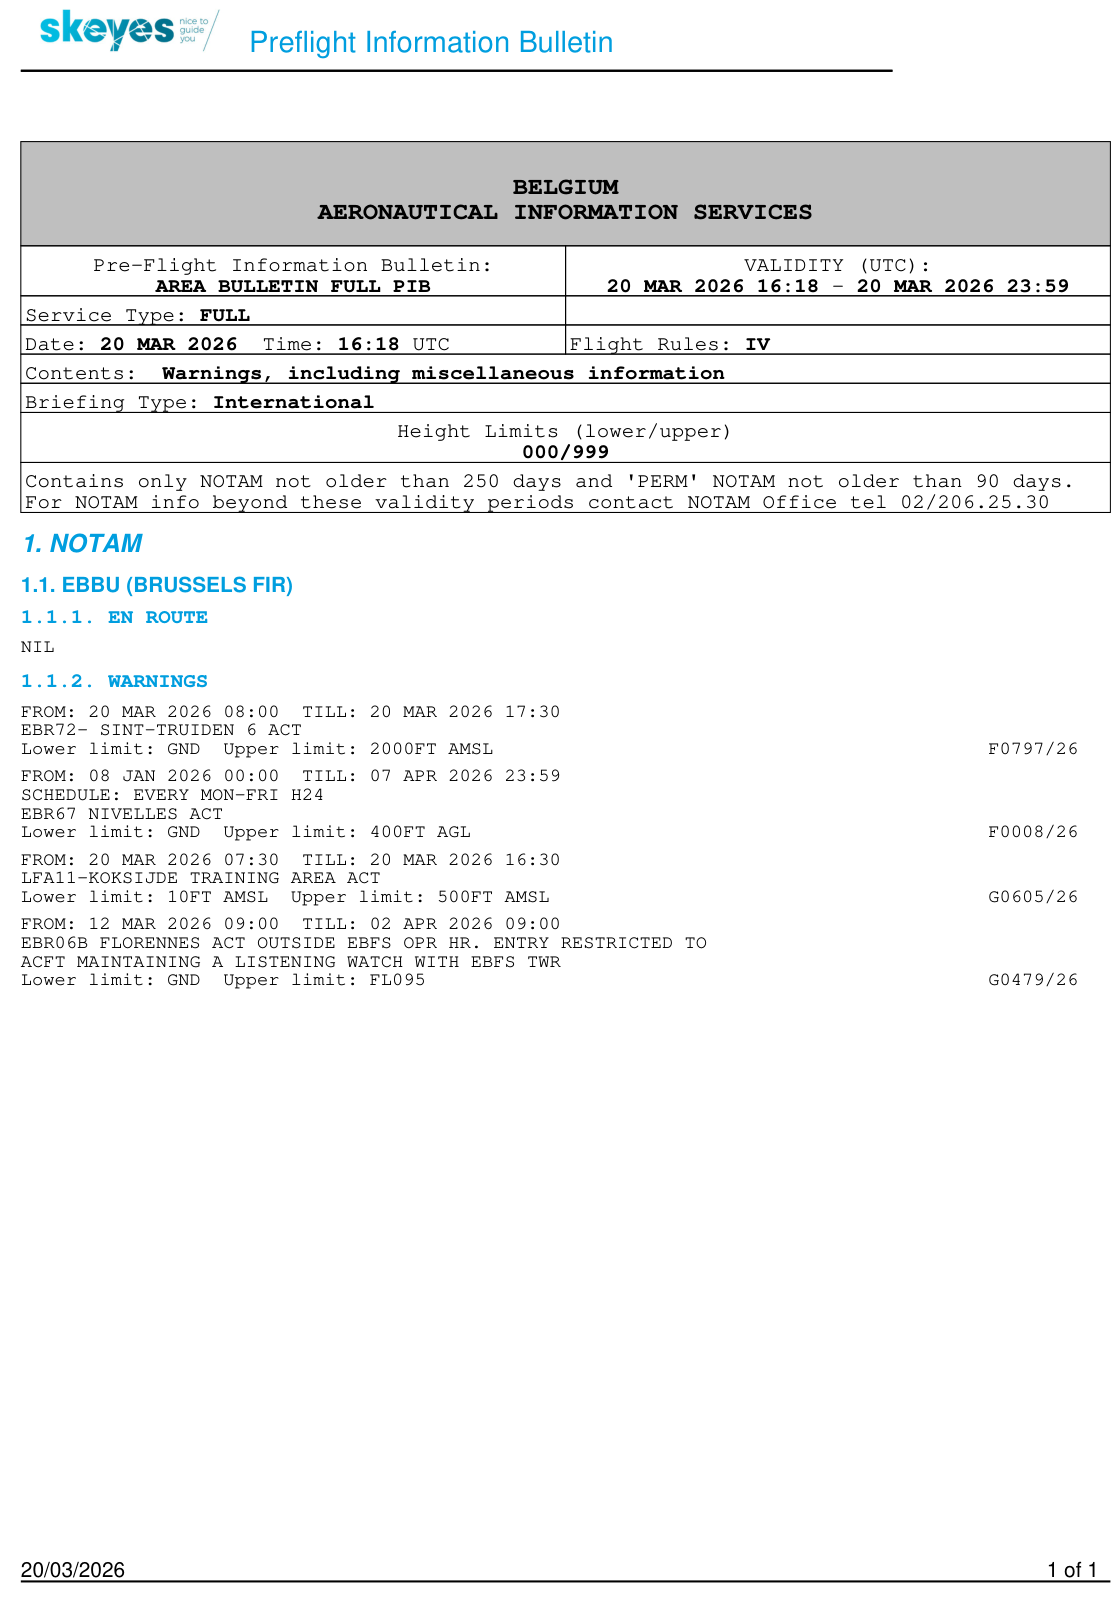 skeyes nice to guide you
Preflight Information Bulletin
BELGIUM
AERONAUTICAL INFORMATION SERVICES
Pre-Flight Information Bulletin:
AREA BULLETIN FULL PIB
VALIDITY (UTC):
20 MAR 2026 16:18 - 20 MAR 2026 23:59
Service Type: FULL
Date: 20 MAR 2026  Time: 16:18 UTC
Flight Rules: IV
Contents:  Warnings, including miscellaneous information
Briefing Type: International
Height Limits (lower/upper)
000/999
Contains only NOTAM not older than 250 days and 'PERM' NOTAM not older than 90 days.
For NOTAM info beyond these validity periods contact NOTAM Office tel 02/206.25.30
1. NOTAM
1.1. EBBU (BRUSSELS FIR)
1.1.1. EN ROUTE
NIL
1.1.2. WARNINGS
FROM: 20 MAR 2026 08:00  TILL: 20 MAR 2026 17:30
EBR72- SINT-TRUIDEN 6 ACT
Lower limit: GND  Upper limit: 2000FT AMSL F0797/26
FROM: 08 JAN 2026 00:00  TILL: 07 APR 2026 23:59
SCHEDULE: EVERY MON-FRI H24
EBR67 NIVELLES ACT
Lower limit: GND  Upper limit: 400FT AGL F0008/26
FROM: 20 MAR 2026 07:30  TILL: 20 MAR 2026 16:30
LFA11-KOKSIJDE TRAINING AREA ACT
Lower limit: 10FT AMSL  Upper limit: 500FT AMSL G0605/26
FROM: 12 MAR 2026 09:00  TILL: 02 APR 2026 09:00
EBR06B FLORENNES ACT OUTSIDE EBFS OPR HR. ENTRY RESTRICTED TO
ACFT MAINTAINING A LISTENING WATCH WITH EBFS TWR
Lower limit: GND  Upper limit: FL095 G0479/26
20/03/2026 1 of 1